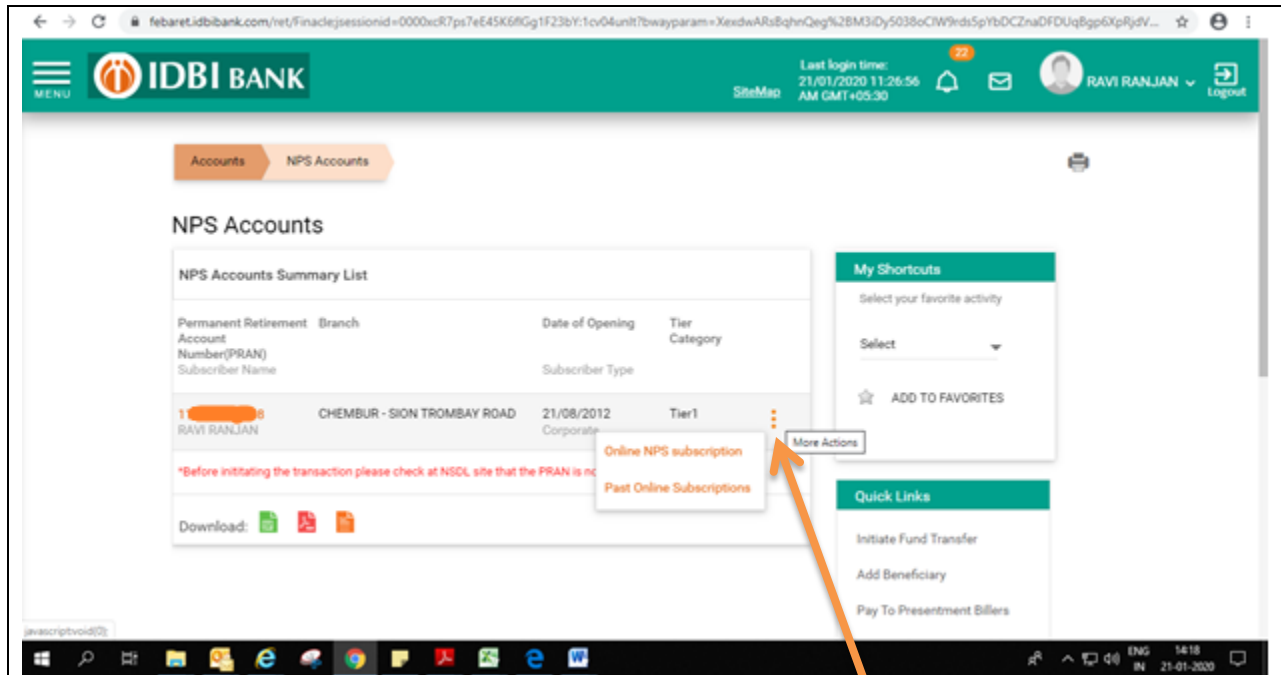 febaret.idbibank.com/ret/Finacle;jsessionid=0000xcR7ps7eE45K6fIGg1F23bY:1cv04unlt?bwayparam=XexdwARsBqhnQeg%2BM3iDy5038oCIW9rds5pYbDCZnaDFDUqBgp6XpRjdV...
MENU
IDBI BANK
SiteMap
Last login time:
21/01/2020 11:26:56
AM GMT+05:30
22
RAVI RANJAN
Logout
Accounts NPS Accounts
NPS Accounts
NPS Accounts Summary List
Permanent Retirement Account Number(PRAN)
Subscriber Name
Branch
Date of Opening
Subscriber Type
Tier Category
11 8
RAVI RANJAN
CHEMBUR - SION TROMBAY ROAD
21/08/2012
Corporate
Tier1
More Actions
Online NPS subscription
Past Online Subscriptions
*Before inititating the transaction please check at NSDL site that the PRAN is
Download:
My Shortcuts
Select your favorite activity
Select
ADD TO FAVORITES
Quick Links
Initiate Fund Transfer
Add Beneficiary
Pay To Presentment Billers
javascript:void(0);
ENG
IN
14:18
21-01-2020